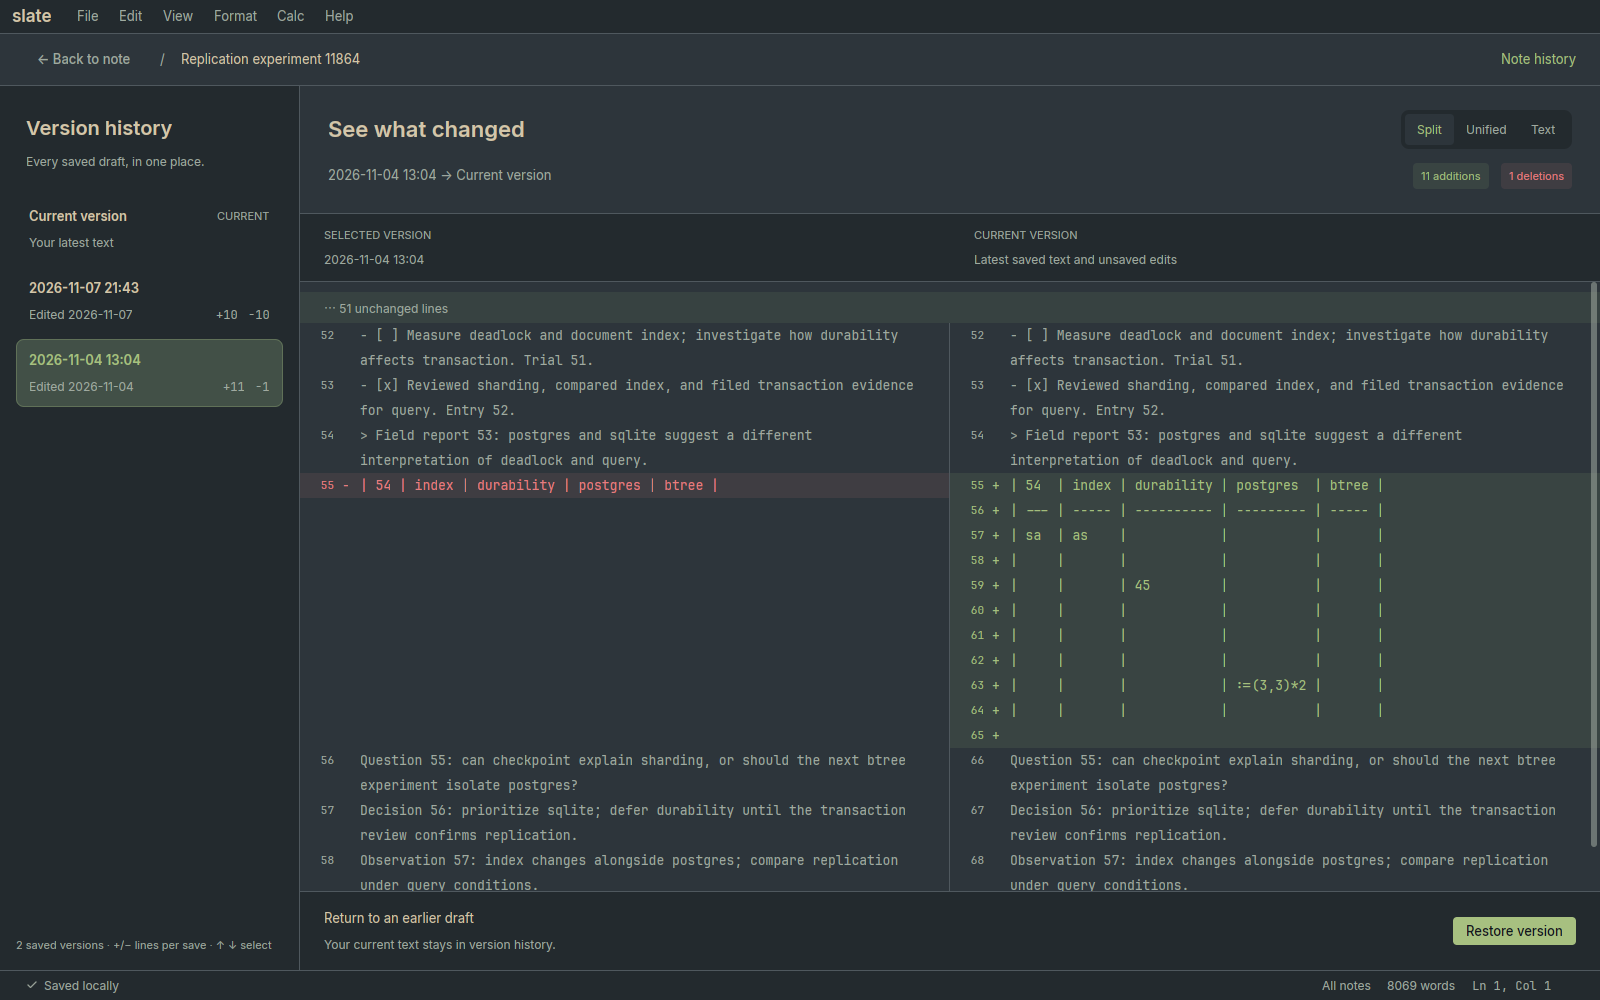 slate File Edit View Format Calc Help
← Back to note / Replication experiment 11864 Note history
Version history
Every saved draft, in one place.
Current version CURRENT
Your latest text
2026-11-07 21:43
Edited 2026-11-07 +10 -10
2026-11-04 13:04
Edited 2026-11-04 +11 -1
2 saved versions · +/− lines per save · ↑ ↓ select
See what changed
Split Unified Text
2026-11-04 13:04 → Current version
11 additions 1 deletions
SELECTED VERSION
2026-11-04 13:04
CURRENT VERSION
Latest saved text and unsaved edits
··· 51 unchanged lines
52 - [ ] Measure deadlock and document index; investigate how durability
affects transaction. Trial 51.
53 - [x] Reviewed sharding, compared index, and filed transaction evidence
for query. Entry 52.
54 > Field report 53: postgres and sqlite suggest a different
interpretation of deadlock and query.
55 - | 54 | index | durability | postgres | btree |
56 Question 55: can checkpoint explain sharding, or should the next btree
experiment isolate postgres?
57 Decision 56: prioritize sqlite; defer durability until the transaction
review confirms replication.
58 Observation 57: index changes alongside postgres; compare replication
under query conditions.
52 - [ ] Measure deadlock and document index; investigate how durability
affects transaction. Trial 51.
53 - [x] Reviewed sharding, compared index, and filed transaction evidence
for query. Entry 52.
54 > Field report 53: postgres and sqlite suggest a different
interpretation of deadlock and query.
55 + | 54  | index | durability | postgres  | btree |
56 + | --- | ----- | ---------- | --------- | ----- |
57 + | sa  | as    |            |           |       |
58 + |     |       |            |           |       |
59 + |     |       | 45         |           |       |
60 + |     |       |            |           |       |
61 + |     |       |            |           |       |
62 + |     |       |            |           |       |
63 + |     |       |            | :=(3,3)*2 |       |
64 + |     |       |            |           |       |
65 +
66 Question 55: can checkpoint explain sharding, or should the next btree
experiment isolate postgres?
67 Decision 56: prioritize sqlite; defer durability until the transaction
review confirms replication.
68 Observation 57: index changes alongside postgres; compare replication
under query conditions.
Return to an earlier draft
Your current text stays in version history.
Restore version
✓ Saved locally All notes 8069 words Ln 1, Col 1